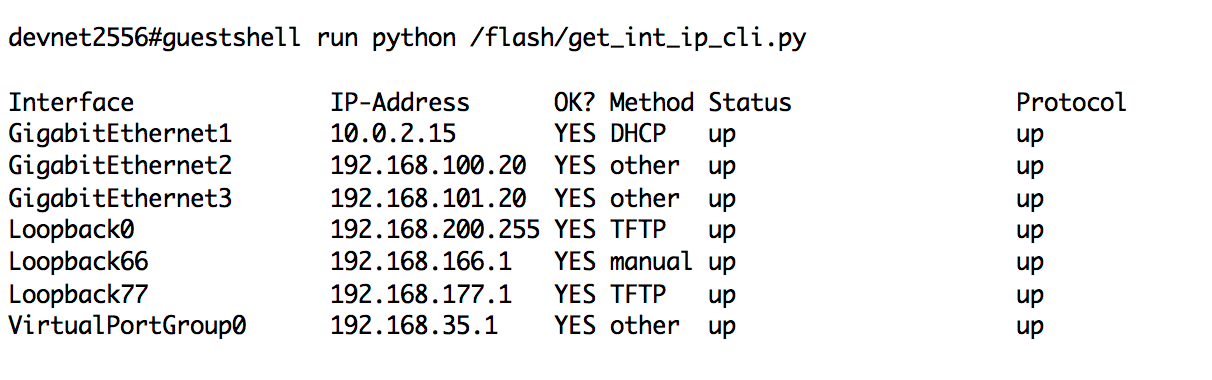 devnet2556#guestshell run python /flash/get_int_ip_cli.py
Interface IP-Address OK? Method Status Protocol
GigabitEthernet1 10.0.2.15 YES DHCP up up
GigabitEthernet2 192.168.100.20 YES other up up
GigabitEthernet3 192.168.101.20 YES other up up
Loopback0 192.168.200.255 YES TFTP up up
Loopback66 192.168.166.1 YES manual up up
Loopback77 192.168.177.1 YES TFTP up up
VirtualPortGroup0 192.168.35.1 YES other up up